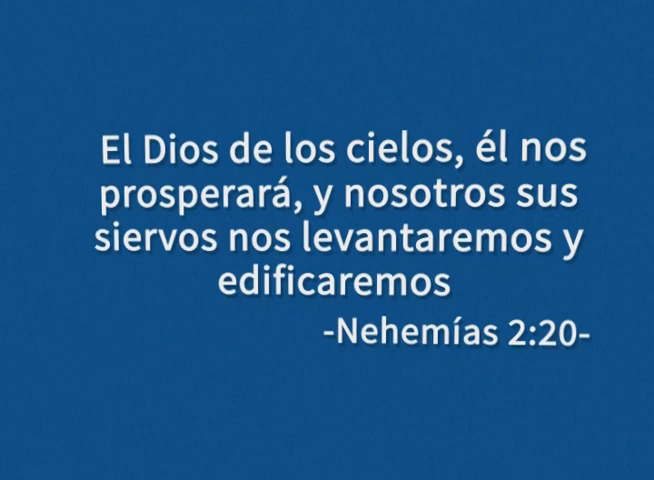 El Dios de los cielos, él nos
prosperará, y nosotros sus
siervos nos levantaremos y
edificaremos
-Nehemías 2:20-